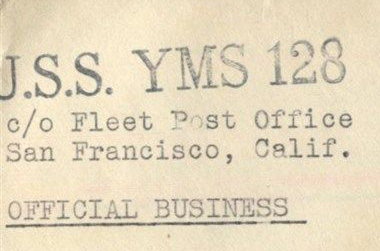 U.S.S. YMS 128
c/o Fleet Post Office
San Francisco, Calif.
OFFICIAL BUSINESS